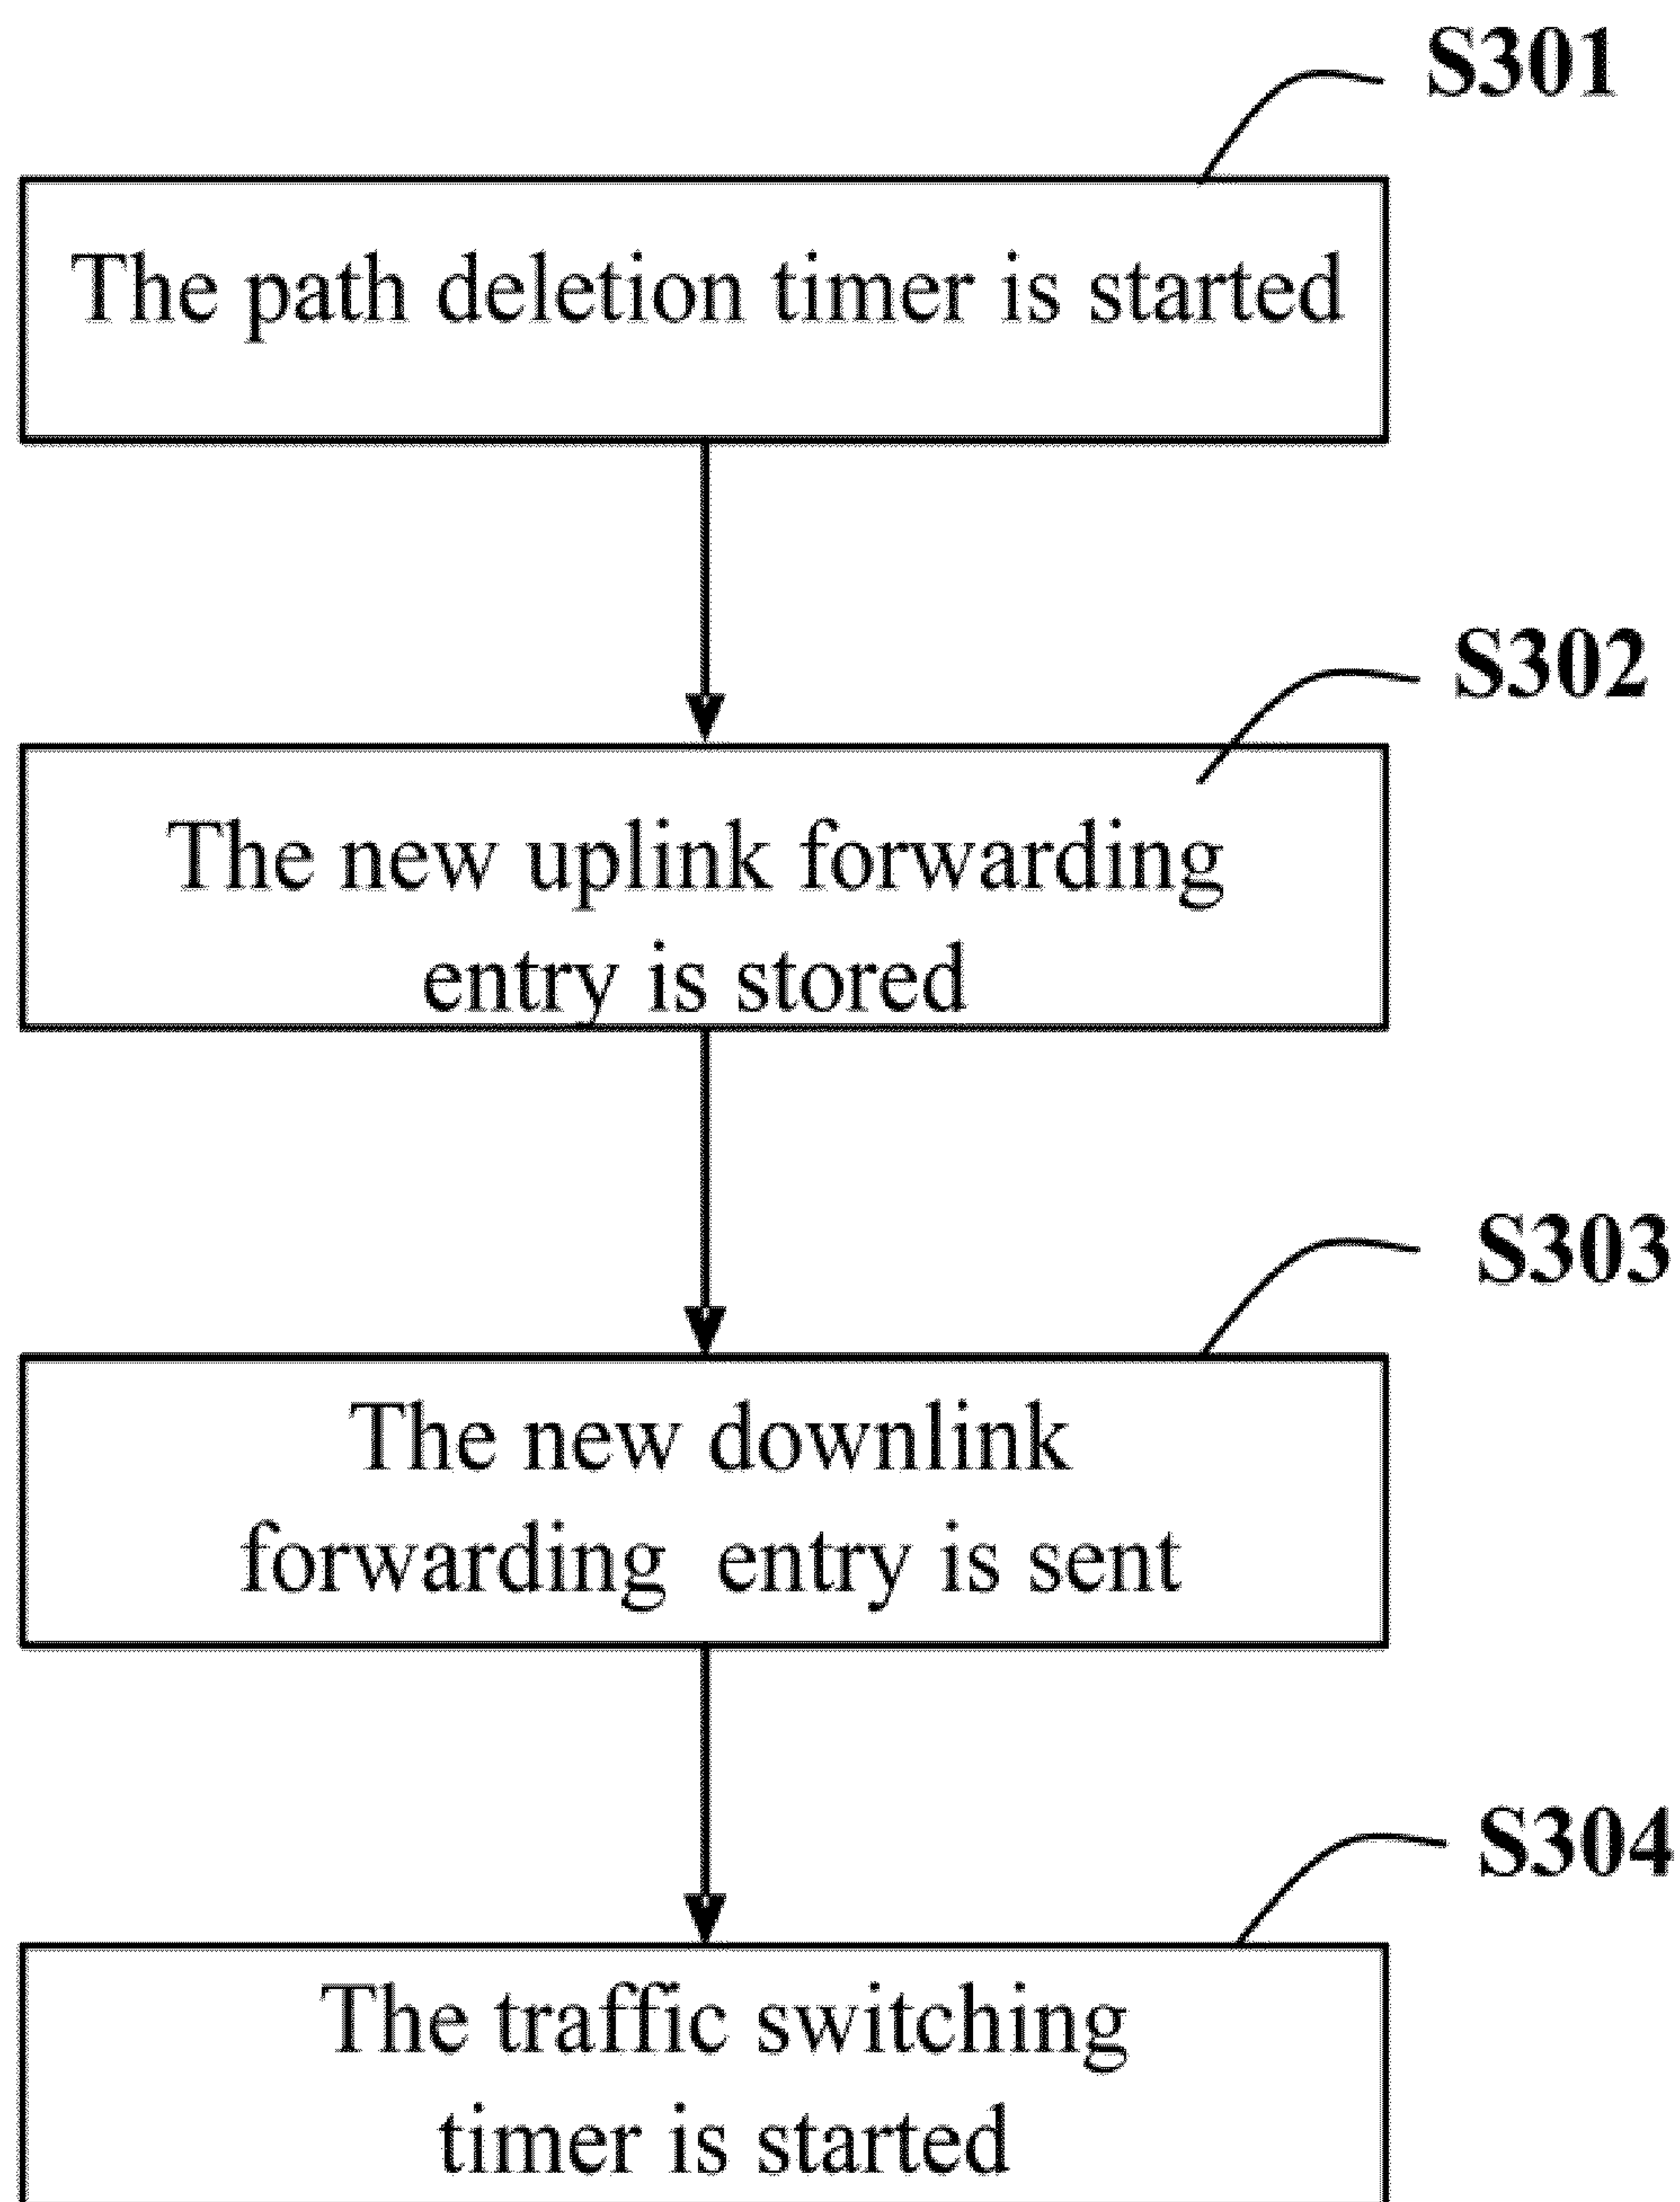 S301
The path deletion timer is started
S302
The new uplink forwarding
entry is stored
S303
The new downlink
forwarding entry is sent
S304
The traffic switching
timer is started